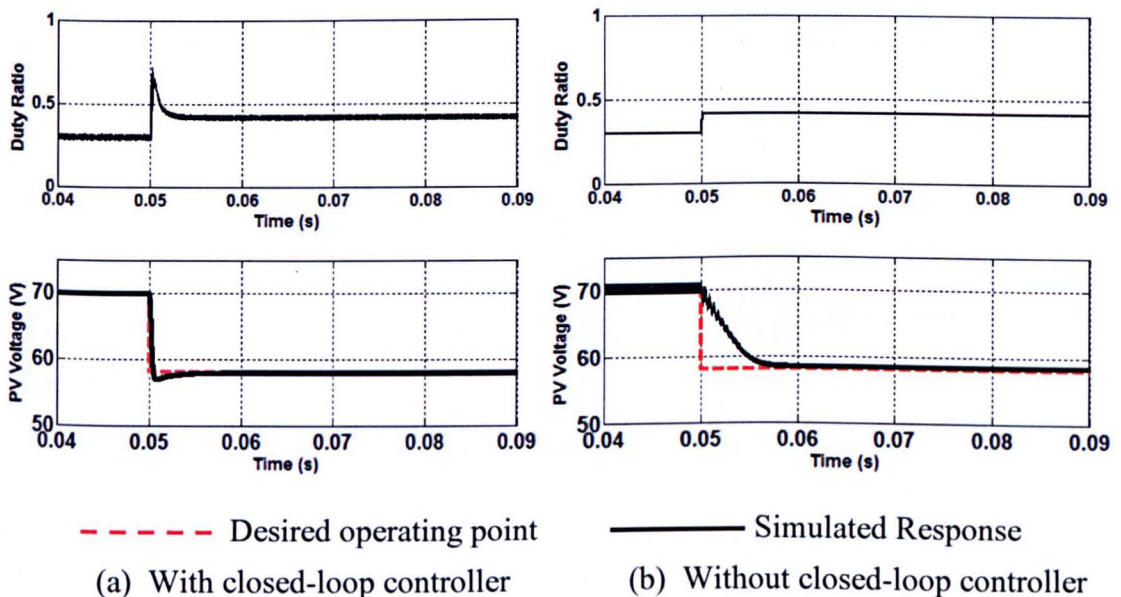 1
0.5
0
Duty Ratio
0.04 0.05 0.06 0.07 0.08 0.09
Time (s)
1
0.5
0
Duty Ratio
0.04 0.05 0.06 0.07 0.08 0.09
Time (s)
70
60
50
PV Voltage (V)
0.04 0.05 0.06 0.07 0.08 0.09
Time (s)
70
60
50
PV Voltage (V)
0.04 0.05 0.06 0.07 0.08 0.09
Time (s)
Desired operating point
Simulated Response
(a) With closed-loop controller
(b) Without closed-loop controller